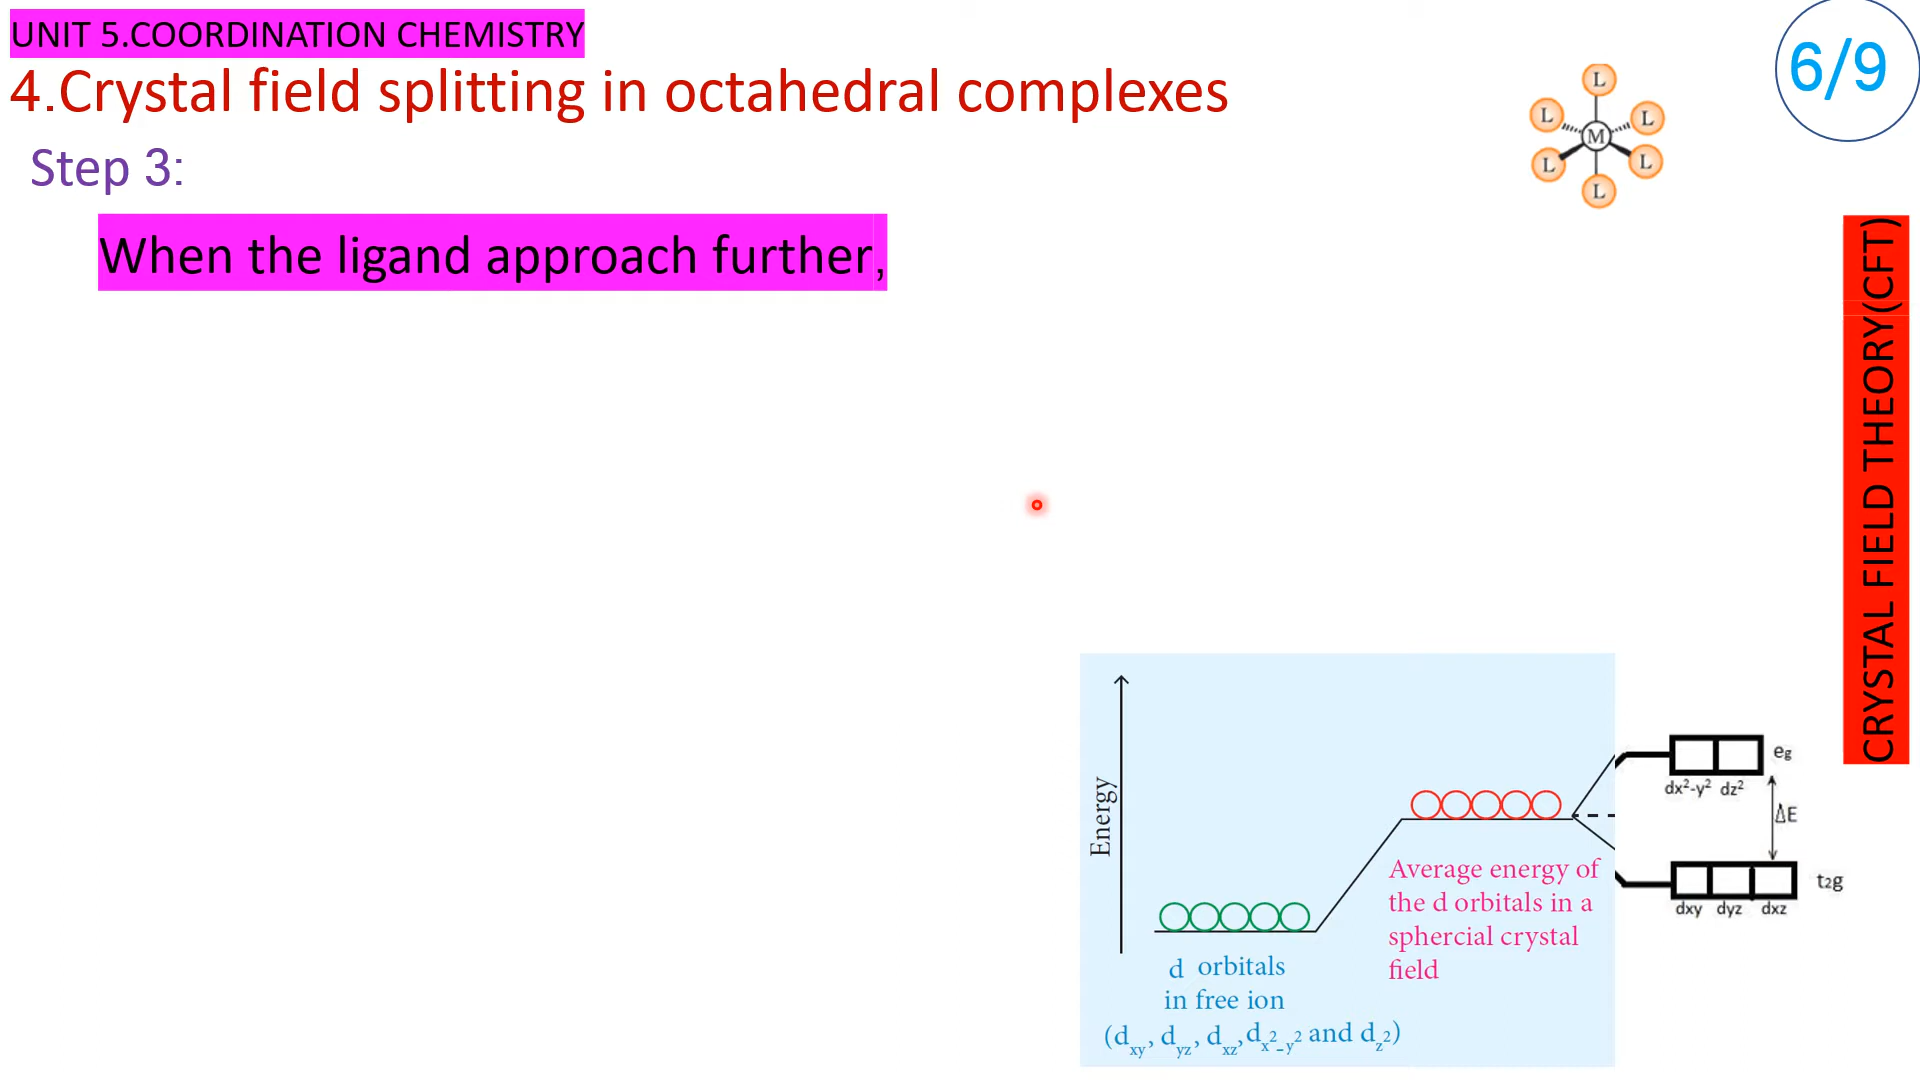 UNIT 5.COORDINATION CHEMISTRY
6/9
4.Crystal field splitting in octahedral complexes
L
L
L
M
L
L
L
Step 3:
When the ligand approach further,
CRYSTAL FIELD THEORY(CFT)
Energy
eg
dx²-y² dz²
ΔE
t2g
dxy dyz dxz
Average energy of
the d orbitals in a
sphercial crystal
field
d orbitals
in free ion
(dxy, dyz, dxz,dx²-y² and dz²)